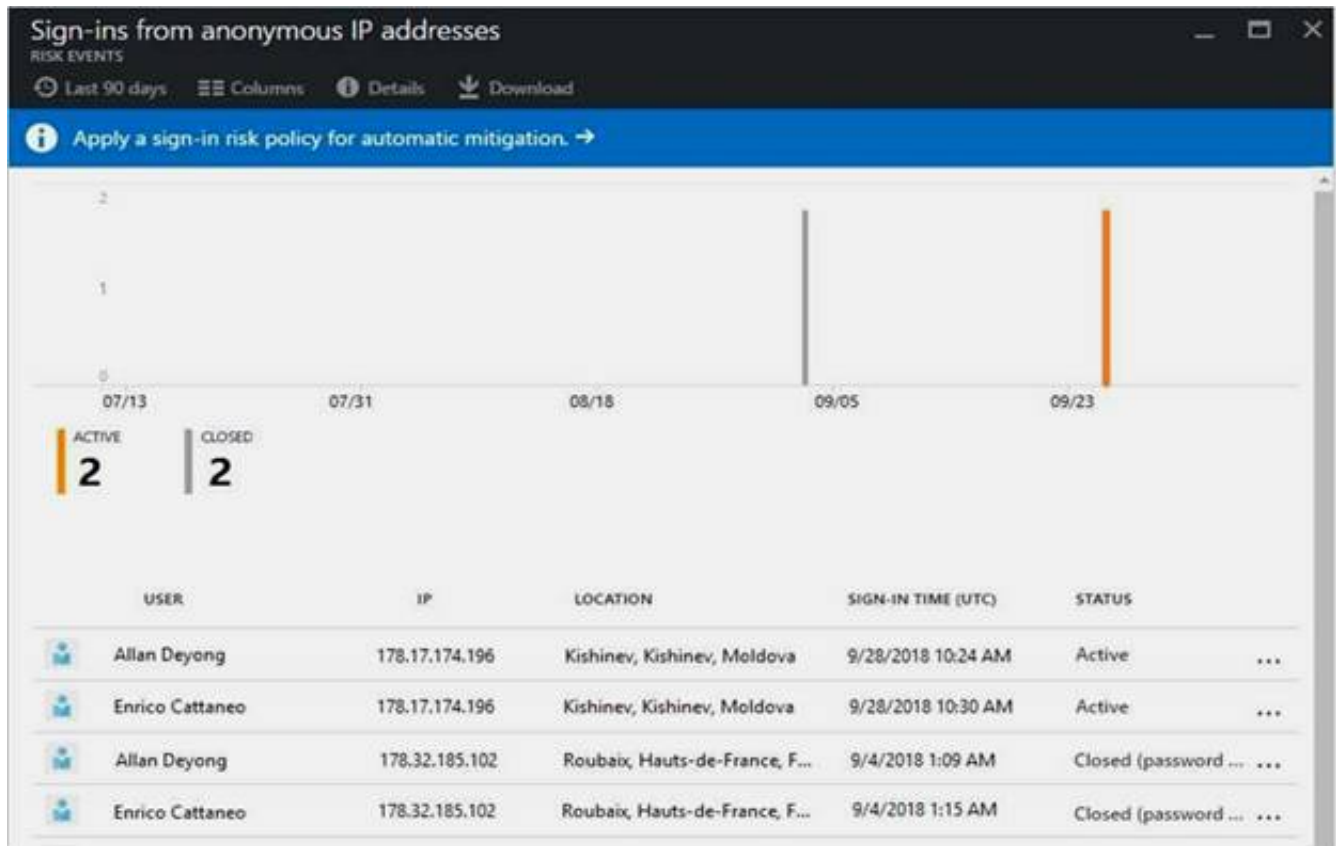 Sign-ins from anonymous IP addresses
RISK EVENTS
Last 90 days Columns Details Download
Apply a sign-in risk policy for automatic mitigation. →
2
1
0
07/13 07/31 08/18 09/05 09/23
ACTIVE CLOSED
2 2
USER IP LOCATION SIGN-IN TIME (UTC) STATUS
Allan Deyong 178.17.174.196 Kishinev, Kishinev, Moldova 9/28/2018 10:24 AM Active ...
Enrico Cattaneo 178.17.174.196 Kishinev, Kishinev, Moldova 9/28/2018 10:30 AM Active ...
Allan Deyong 178.32.185.102 Roubaix, Hauts-de-France, F... 9/4/2018 1:09 AM Closed (password ... ...
Enrico Cattaneo 178.32.185.102 Roubaix, Hauts-de-France, F... 9/4/2018 1:15 AM Closed (password ... ...